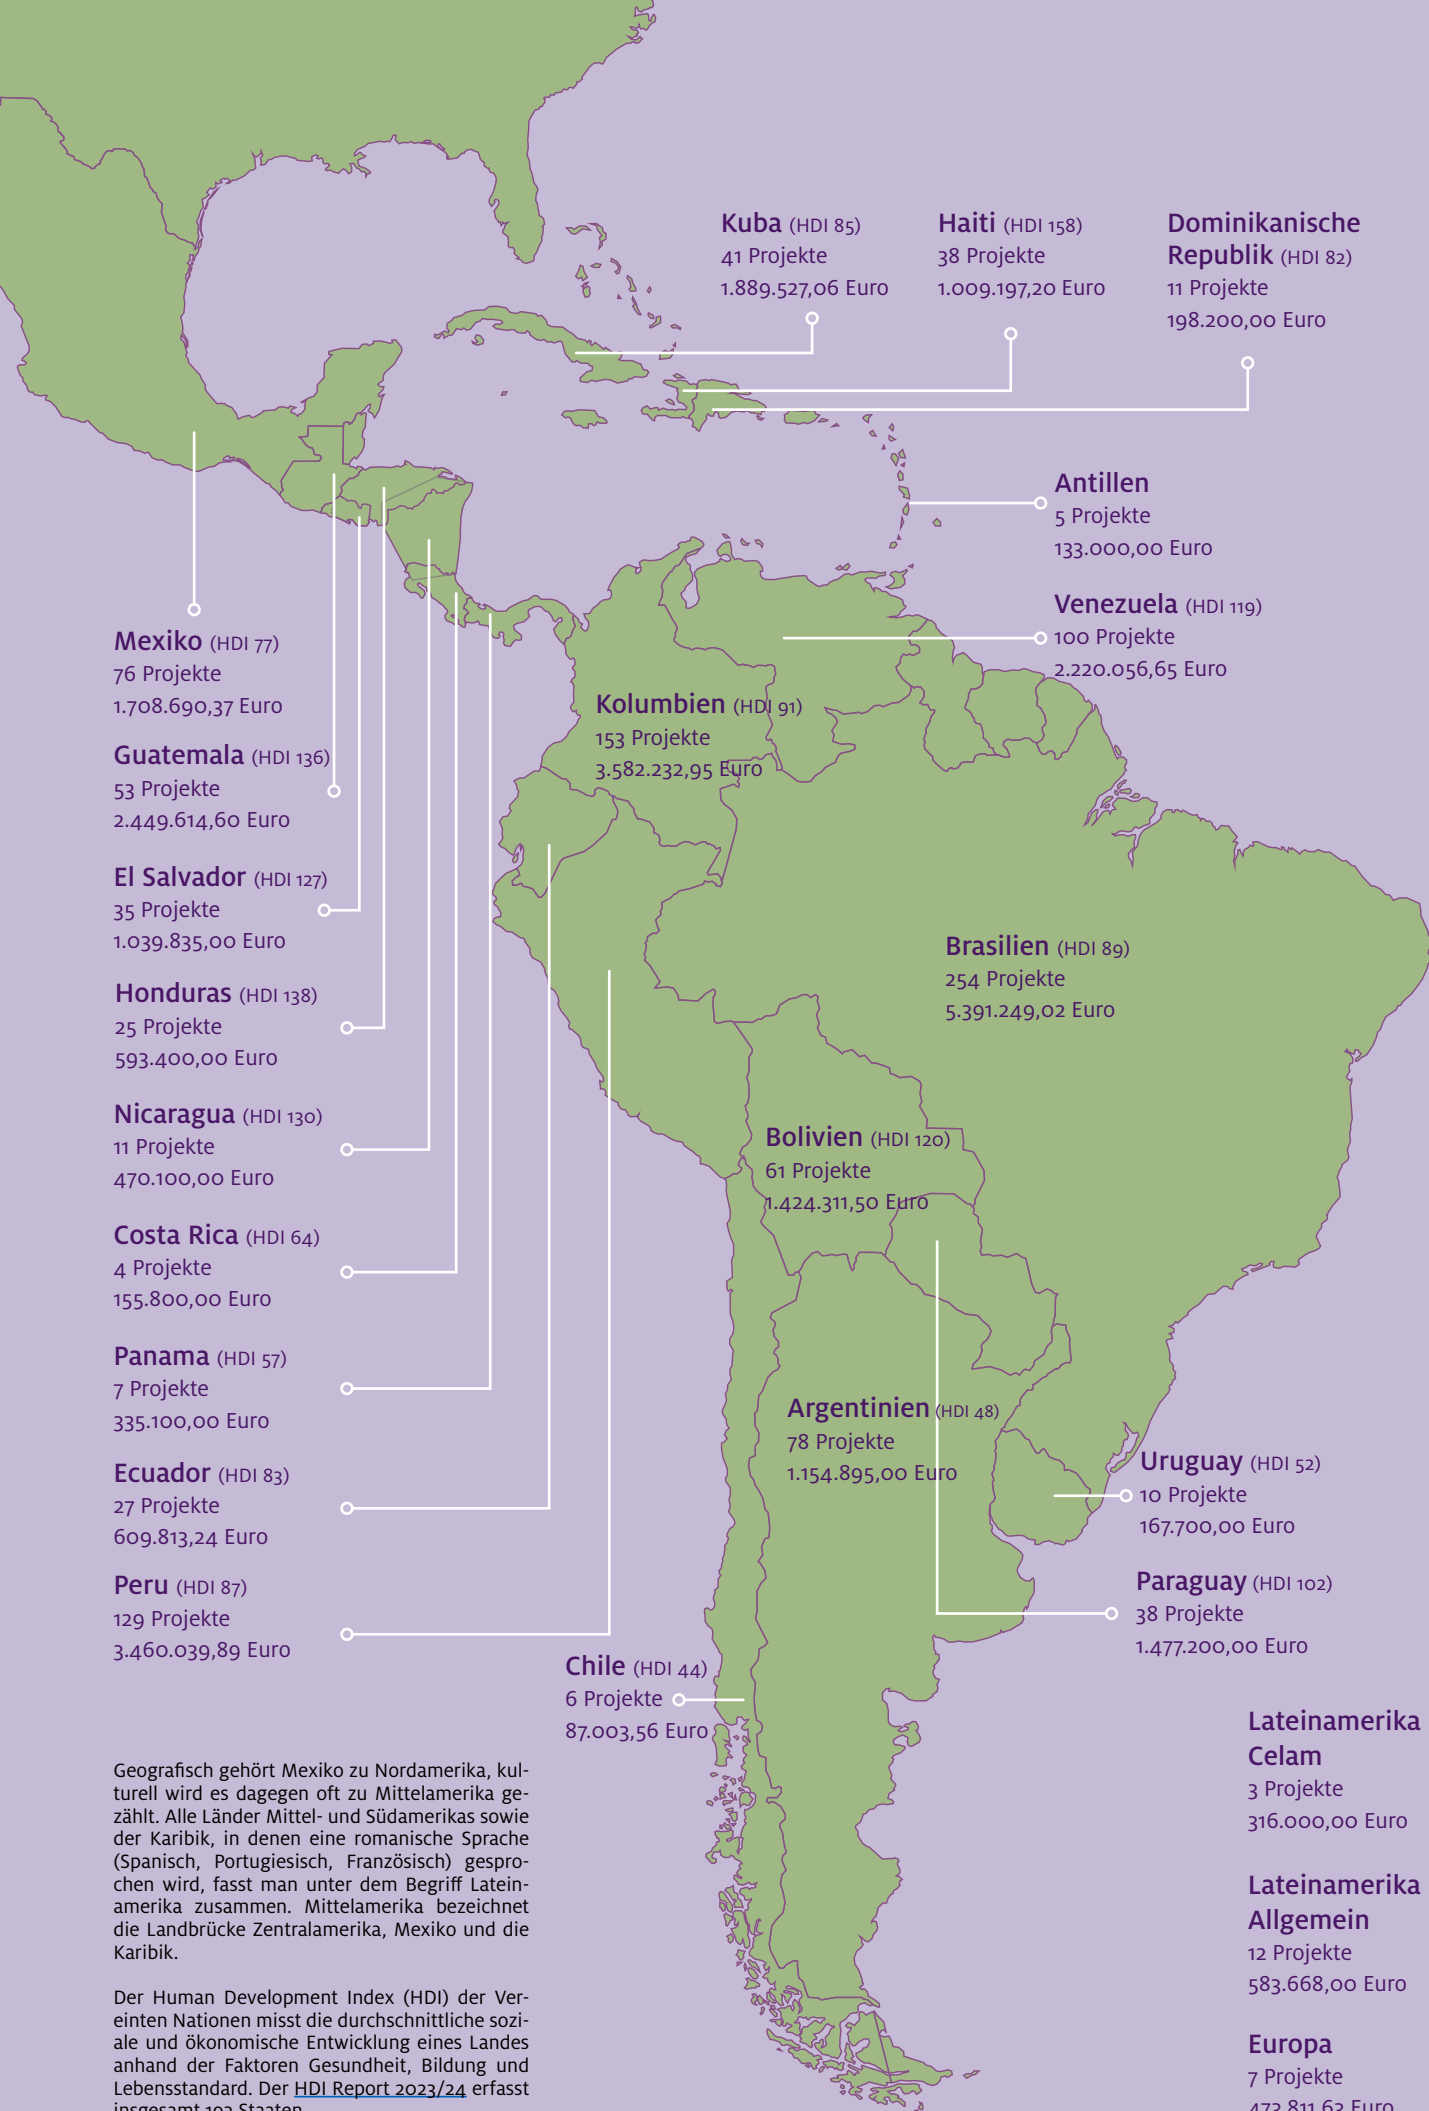 Kuba (HDI 85)
41 Projekte
1.889.527,06 Euro
Haiti (HDI 158)
38 Projekte
1.009.197,20 Euro
Dominikanische
Republik (HDI 82)
11 Projekte
198.200,00 Euro
Antillen
5 Projekte
133.000,00 Euro
Venezuela (HDI 119)
100 Projekte
2.220.056,65 Euro
Mexiko (HDI 77)
76 Projekte
1.708.690,37 Euro
Kolumbien (HDI 91)
153 Projekte
3.582.232,95 Euro
Guatemala (HDI 136)
53 Projekte
2.449.614,60 Euro
El Salvador (HDI 127)
35 Projekte
1.039.835,00 Euro
Brasilien (HDI 89)
254 Projekte
5.391.249,02 Euro
Honduras (HDI 138)
25 Projekte
593.400,00 Euro
Nicaragua (HDI 130)
11 Projekte
470.100,00 Euro
Bolivien (HDI 120)
61 Projekte
1.424.311,50 Euro
Costa Rica (HDI 64)
4 Projekte
155.800,00 Euro
Panama (HDI 57)
7 Projekte
335.100,00 Euro
Argentinien (HDI 48)
78 Projekte
1.154.895,00 Euro
Ecuador (HDI 83)
27 Projekte
609.813,24 Euro
Uruguay (HDI 52)
10 Projekte
167.700,00 Euro
Peru (HDI 87)
129 Projekte
3.460.039,89 Euro
Paraguay (HDI 102)
38 Projekte
1.477.200,00 Euro
Chile (HDI 44)
6 Projekte
87.003,56 Euro
Lateinamerika
Celam
3 Projekte
316.000,00 Euro
Lateinamerika
Allgemein
12 Projekte
583.668,00 Euro
Europa
7 Projekte
473.811,63 Euro
Geografisch gehört Mexiko zu Nordamerika, kul-
turell wird es dagegen oft zu Mittelamerika ge-
zählt. Alle Länder Mittel- und Südamerikas sowie
der Karibik, in denen eine romanische Sprache
(Spanisch, Portugiesisch, Französisch) gespro-
chen wird, fasst man unter dem Begriff Latein-
amerika zusammen. Mittelamerika bezeichnet
die Landbrücke Zentralamerika, Mexiko und die
Karibik.
Der Human Development Index (HDI) der Ver-
einten Nationen misst die durchschnittliche sozi-
ale und ökonomische Entwicklung eines Landes
anhand der Faktoren Gesundheit, Bildung und
Lebensstandard. Der HDI Report 2023/24 erfasst
insgesamt 193 Staaten.